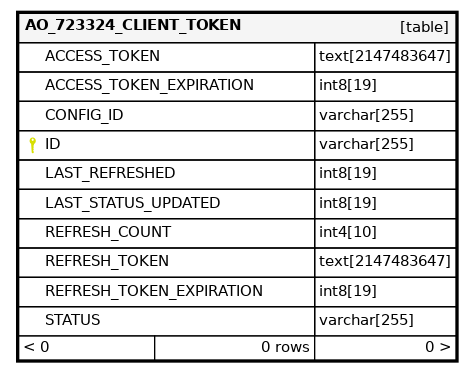 AO_723324_CLIENT_TOKEN [table]
ACCESS_TOKEN text[2147483647]
ACCESS_TOKEN_EXPIRATION int8[19]
CONFIG_ID varchar[255]
ID varchar[255]
LAST_REFRESHED int8[19]
LAST_STATUS_UPDATED int8[19]
REFRESH_COUNT int4[10]
REFRESH_TOKEN text[2147483647]
REFRESH_TOKEN_EXPIRATION int8[19]
STATUS varchar[255]
< 0 0 rows 0 >